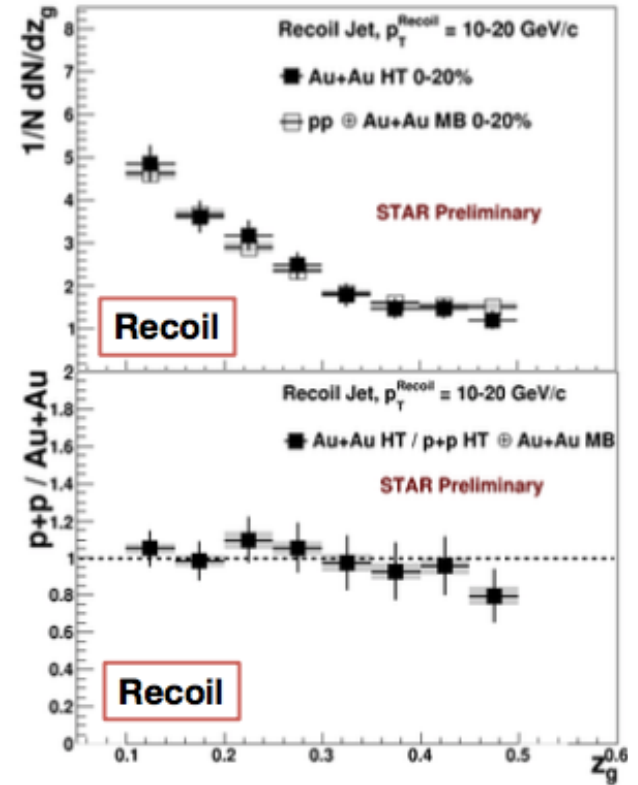 8
7
6
5
4
3
2
1
1/N dN/dz_g
Recoil Jet, p_T^Recoil = 10-20 GeV/c
Au+Au HT 0-20%
pp ⊕ Au+Au MB 0-20%
STAR Preliminary
Recoil
2
1.8
1.6
1.4
1.2
1
0.8
0.6
0.4
0.2
0
p+p / Au+Au
Recoil Jet, p_T^Recoil = 10-20 GeV/c
Au+Au HT / p+p HT ⊕ Au+Au MB
STAR Preliminary
Recoil
0.1 0.2 0.3 0.4 0.5 0.6
z_g